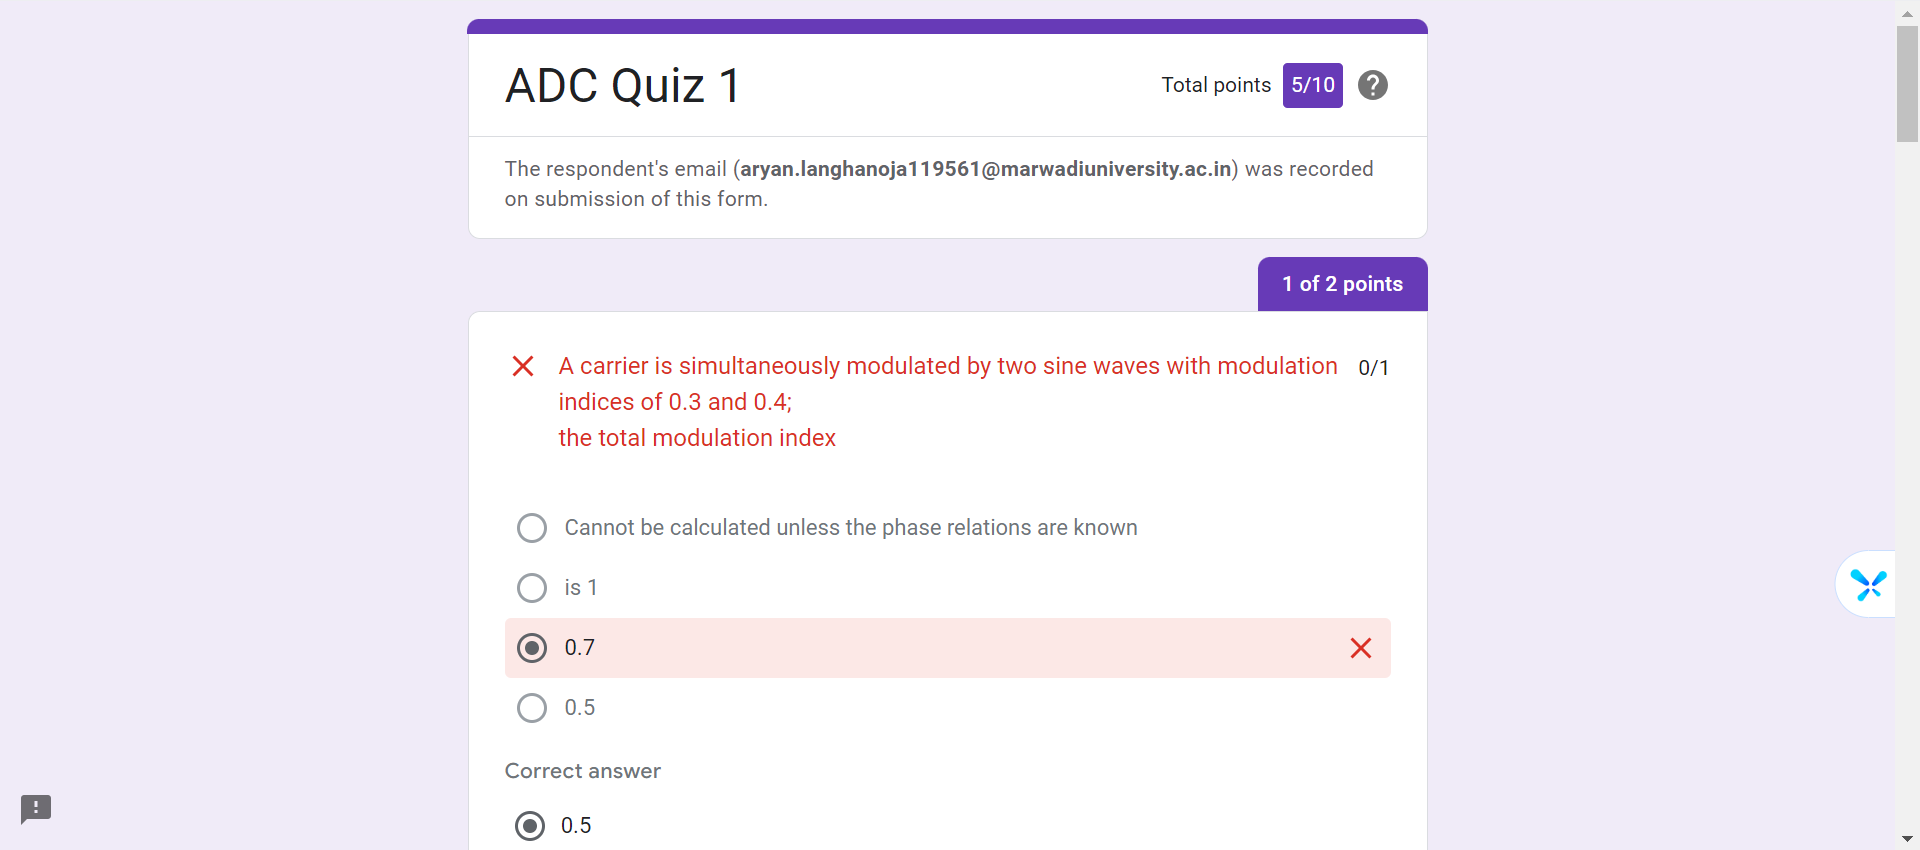 ADC Quiz 1
Total points 5/10
The respondent's email (aryan.langhanoja119561@marwadiuniversity.ac.in) was recorded
on submission of this form.
1 of 2 points
A carrier is simultaneously modulated by two sine waves with modulation 0/1
indices of 0.3 and 0.4;
the total modulation index
Cannot be calculated unless the phase relations are known
is 1
0.7
0.5
Correct answer
0.5